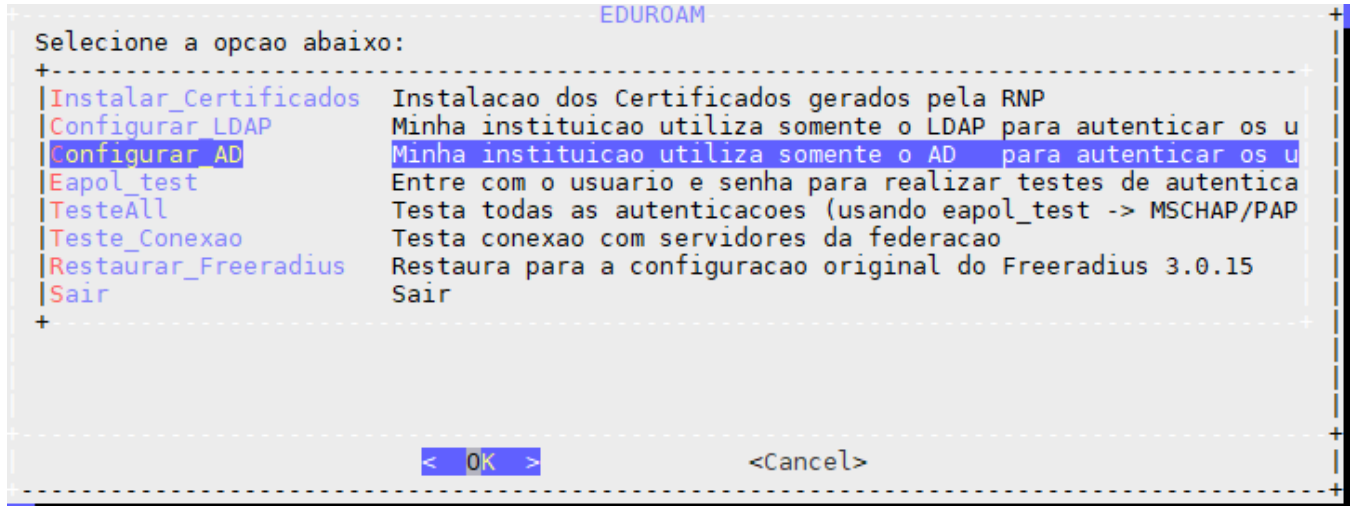 EDUROAM
Selecione a opcao abaixo:
Instalar_Certificados Instalacao dos Certificados gerados pela RNP
Configurar_LDAP Minha instituicao utiliza somente o LDAP para autenticar os u
Configurar_AD Minha instituicao utiliza somente o AD para autenticar os u
Eapol_test Entre com o usuario e senha para realizar testes de autentica
TesteAll Testa todas as autenticacoes (usando eapol_test -> MSCHAP/PAP
Teste_Conexao Testa conexao com servidores da federacao
Restaurar_Freeradius Restaura para a configuracao original do Freeradius 3.0.15
Sair Sair
< OK > <Cancel>